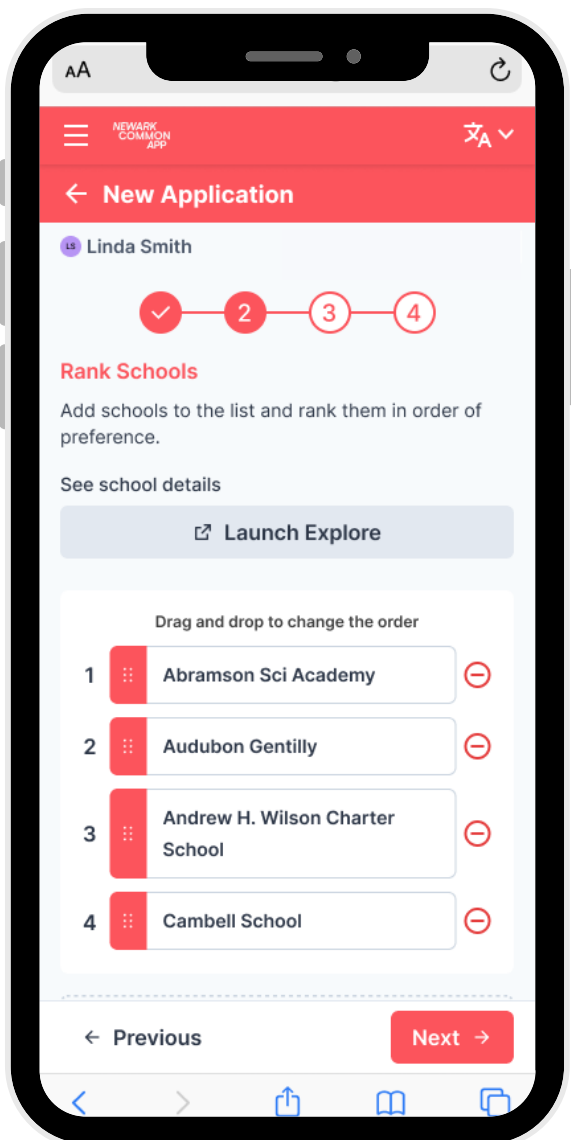 AA
NEWARK
COMMON
APP
文A
New Application
LS Linda Smith
2 3 4
Rank Schools
Add schools to the list and rank them in order of
preference.
See school details
Launch Explore
Drag and drop to change the order
1 Abramson Sci Academy
2 Audubon Gentilly
3 Andrew H. Wilson Charter
School
4 Cambell School
Previous
Next